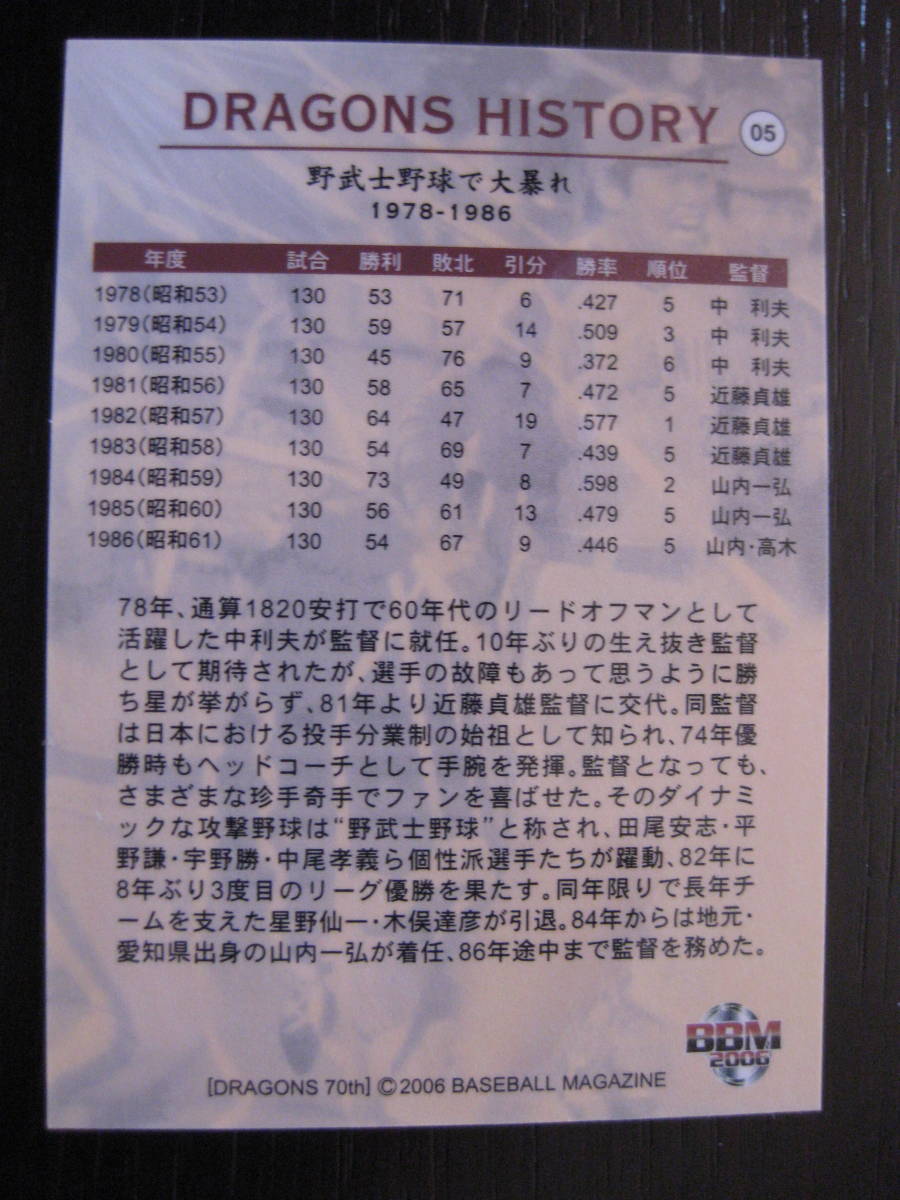 DRAGONS HISTORY 05
野武士野球で大暴れ
1978-1986
年度 試合 勝利 敗北 引分 勝率 順位 監督
1978(昭和53) 130 53 71 6 .427 5 中 利夫
1979(昭和54) 130 59 57 14 .509 3 中 利夫
1980(昭和55) 130 45 76 9 .372 6 中 利夫
1981(昭和56) 130 58 65 7 .472 5 近藤貞雄
1982(昭和57) 130 64 47 19 .577 1 近藤貞雄
1983(昭和58) 130 54 69 7 .439 5 近藤貞雄
1984(昭和59) 130 73 49 8 .598 2 山内一弘
1985(昭和60) 130 56 61 13 .479 5 山内一弘
1986(昭和61) 130 54 67 9 .446 5 山内・高木
78年、通算1820安打で60年代のリードオフマンとして
活躍した中利夫が監督に就任。10年ぶりの生え抜き監督
として期待されたが、選手の故障もあって思うように勝
ち星が挙がらず、81年より近藤貞雄監督に交代。同監督
は日本における投手分業制の始祖として知られ、74年優
勝時もヘッドコーチとして手腕を発揮。監督となっても、
さまざまな珍手奇手でファンを喜ばせた。そのダイナミ
ックな攻撃野球は“野武士野球”と称され、田尾安志・平
野謙・宇野勝・中尾孝義ら個性派選手たちが躍動、82年に
8年ぶり3度目のリーグ優勝を果たす。同年限りで長年チ
ームを支えた星野仙一・木俣達彦が引退。84年からは地元・
愛知県出身の山内一弘が着任、86年途中まで監督を務めた。
BBM
2006
[DRAGONS 70th] ©2006 BASEBALL MAGAZINE